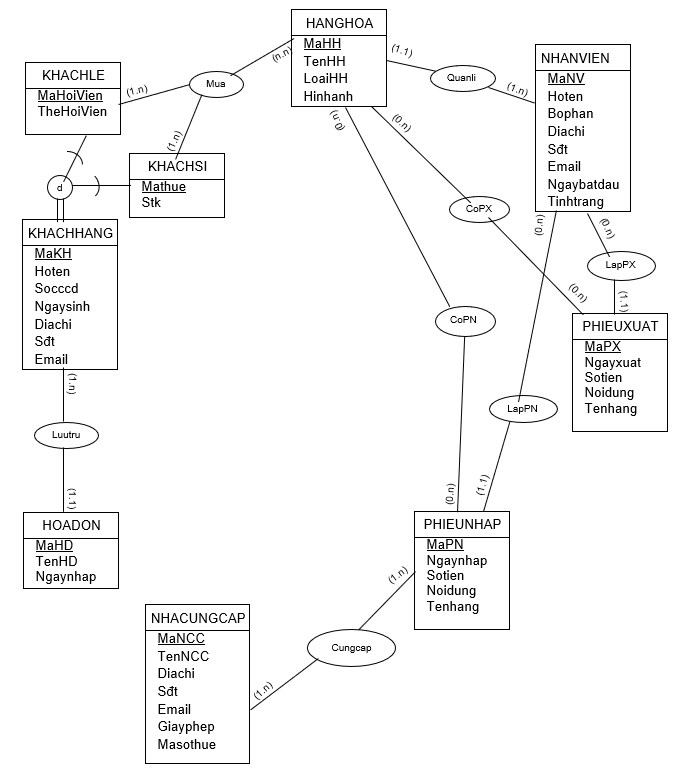 HANGHOA
MaHH
TenHH
LoaiHH
Hinhanh
(n.n)
(1.1)
Quanli
(1.n)
NHANVIEN
MaNV
Hoten
Bophan
Diachi
Sđt
Email
Ngaybatdau
Tinhtrang
KHACHLE
MaHoiVien
TheHoiVien
(1.n)
Mua
(1.n)
KHACHSI
Mathue
Stk
d
KHACHHANG
MaKH
Hoten
Socccd
Ngaysinh
Diachi
Sđt
Email
(0.n)
(0.n)
CoPX
(0.n)
(0.n)
(0.n)
LapPX
(1.1)
PHIEUXUAT
MaPX
Ngayxuat
Sotien
Noidung
Tenhang
CoPN
(0.n)
LapPN
(1.1)
(1.n)
Luutru
(1.1)
HOADON
MaHD
TenHD
Ngaynhap
PHIEUNHAP
MaPN
Ngaynhap
Sotien
Noidung
Tenhang
(1.n)
Cungcap
(1.n)
NHACUNGCAP
MaNCC
TenNCC
Diachi
Sđt
Email
Giayphep
Masothue